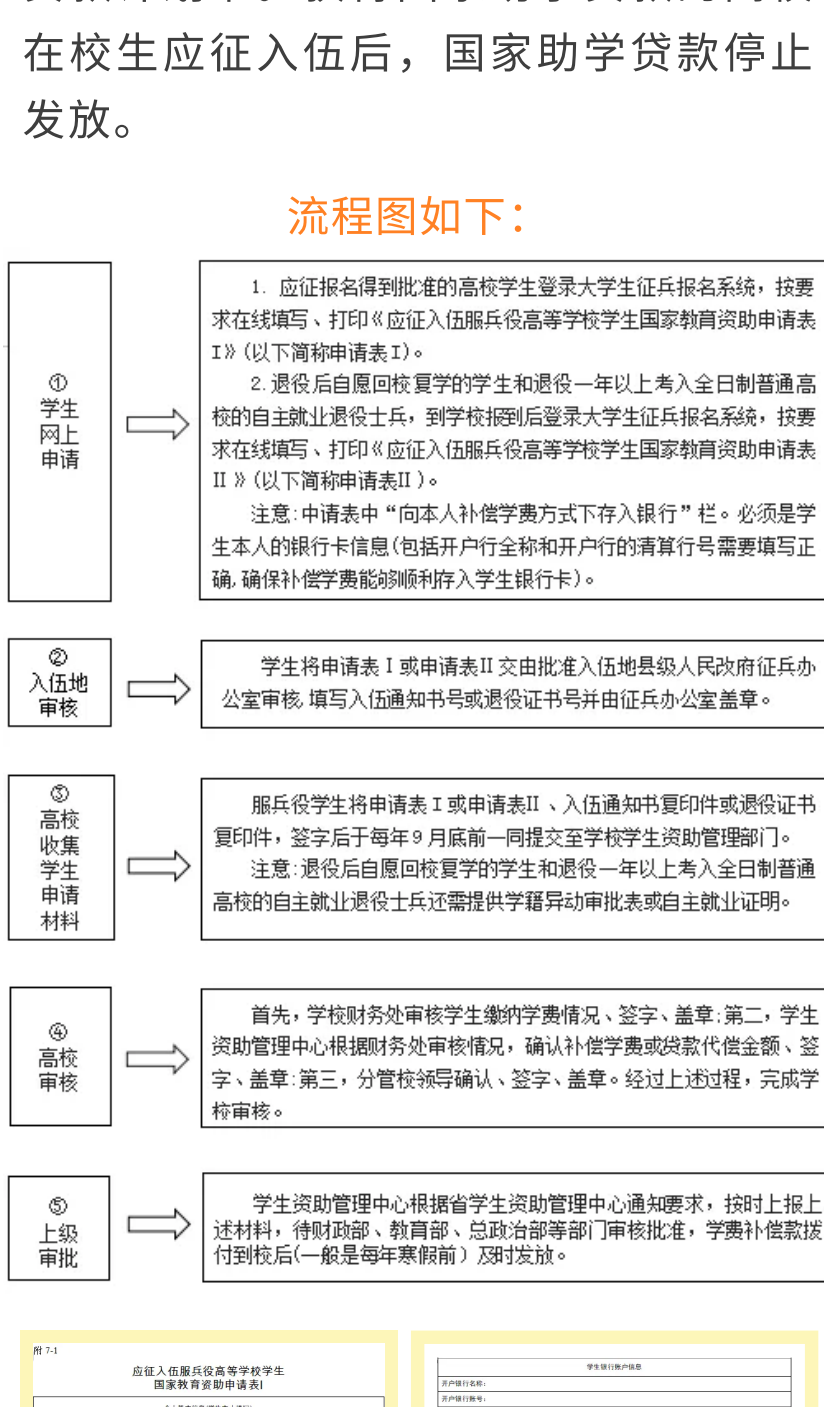 在校生应征入伍后，国家助学贷款停止
发放。
流程图如下：
①
学生
网上
申请
1. 应征报名得到批准的高校学生登录大学生征兵报名系统，按要
求在线填写、打印《应征入伍服兵役高等学校学生国家教育资助申请表
I》(以下简称申请表I)。
2.退役后自愿回校复学的学生和退役一年以上考入全日制普通高
校的自主就业退役士兵，到学校报到后登录大学生征兵报名系统，按要
求在线填写、打印《应征入伍服兵役高等学校学生国家教育资助申请表
II 》(以下简称申请表II )。
注意:申请表中“向本人补偿学费方式下存入银行”栏。必须是学
生本人的银行卡信息(包括开户行全称和开户行的清算行号需要填写正
确,确保补偿学费能够顺利存入学生银行卡)。
②
入伍地
审核
学生将申请表 I 或申请表II 交由批准入伍地县级人民政府征兵办
公室审核,填写入伍通知书号或退役证书号并由征兵办公室盖章。
③
高校
收集
学生
申请
材料
服兵役学生将申请表 I 或申请表II 、入伍通知书复印件或退役证书
复印件，签字后于每年 9 月底前一同提交至学校学生资助管理部门。
注意:退役后自愿回校复学的学生和退役一年以上考入全日制普通
高校的自主就业退役士兵还需提供学籍异动审批表或自主就业证明。
④
高校
审核
首先，学校财务处审核学生缴纳学费情况、签字、盖章;第二，学生
资助管理中心根据财务处审核情况，确认补偿学费或贷款代偿金额、签
字、盖章:第三，分管校领导确认、签字、盖章。经过上述过程，完成学
校审核。
⑤
上级
审批
学生资助管理中心根据省学生资助管理中心通知要求，按时上报上
述材料，待财政部、教育部、总政治部等部门审核批准，学费补偿款拨
付到校后(一般是每年寒假前）及时发放。
附 7-1
应征入伍服兵役高等学校学生
国家教育资助申请表I
学生银行账户信息
开户银行名称:
开户银行账号: